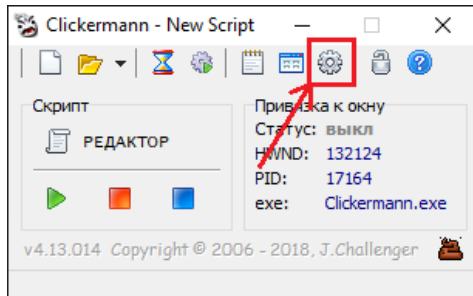 Clickermann - New Script
Скрипт
РЕДАКТОР
Привязка к окну
Статус: выкл
HWND: 132124
PID: 17164
exe: Clickermann.exe
v4.13.014 Copyright © 2006 - 2018, J.Challenger